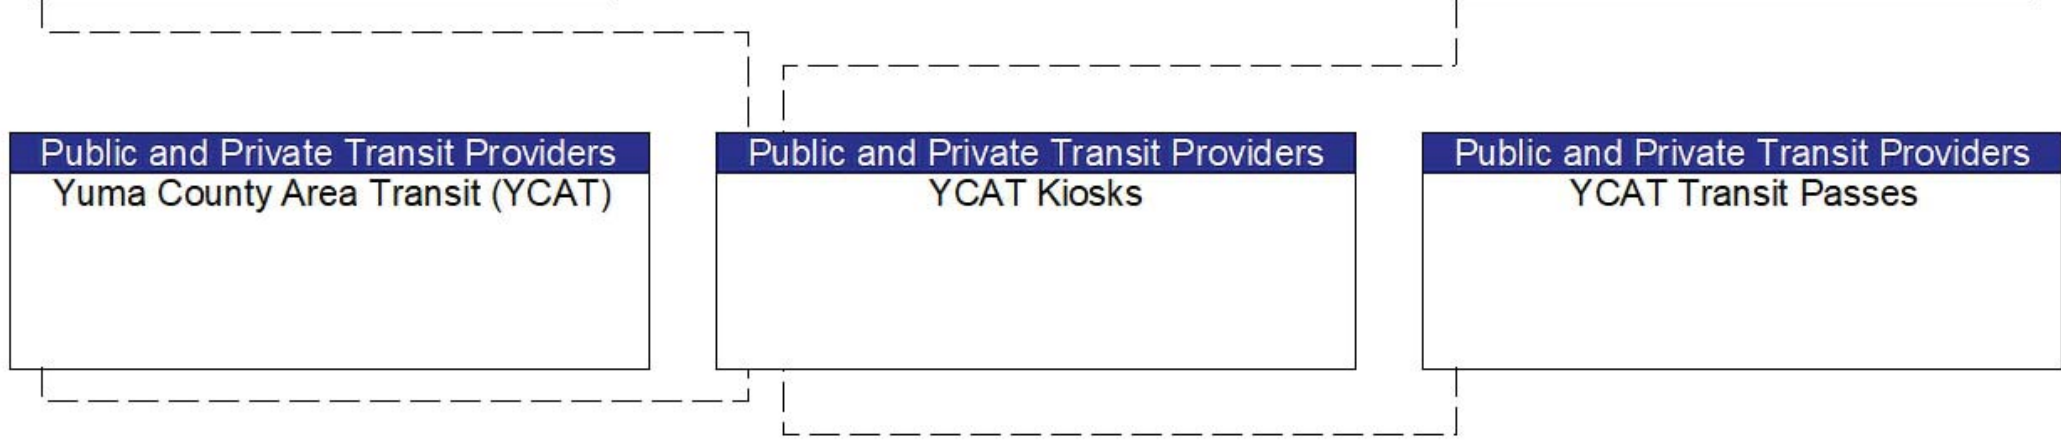 Public and Private Transit Providers
Yuma County Area Transit (YCAT)
Public and Private Transit Providers
YCAT Kiosks
Public and Private Transit Providers
YCAT Transit Passes